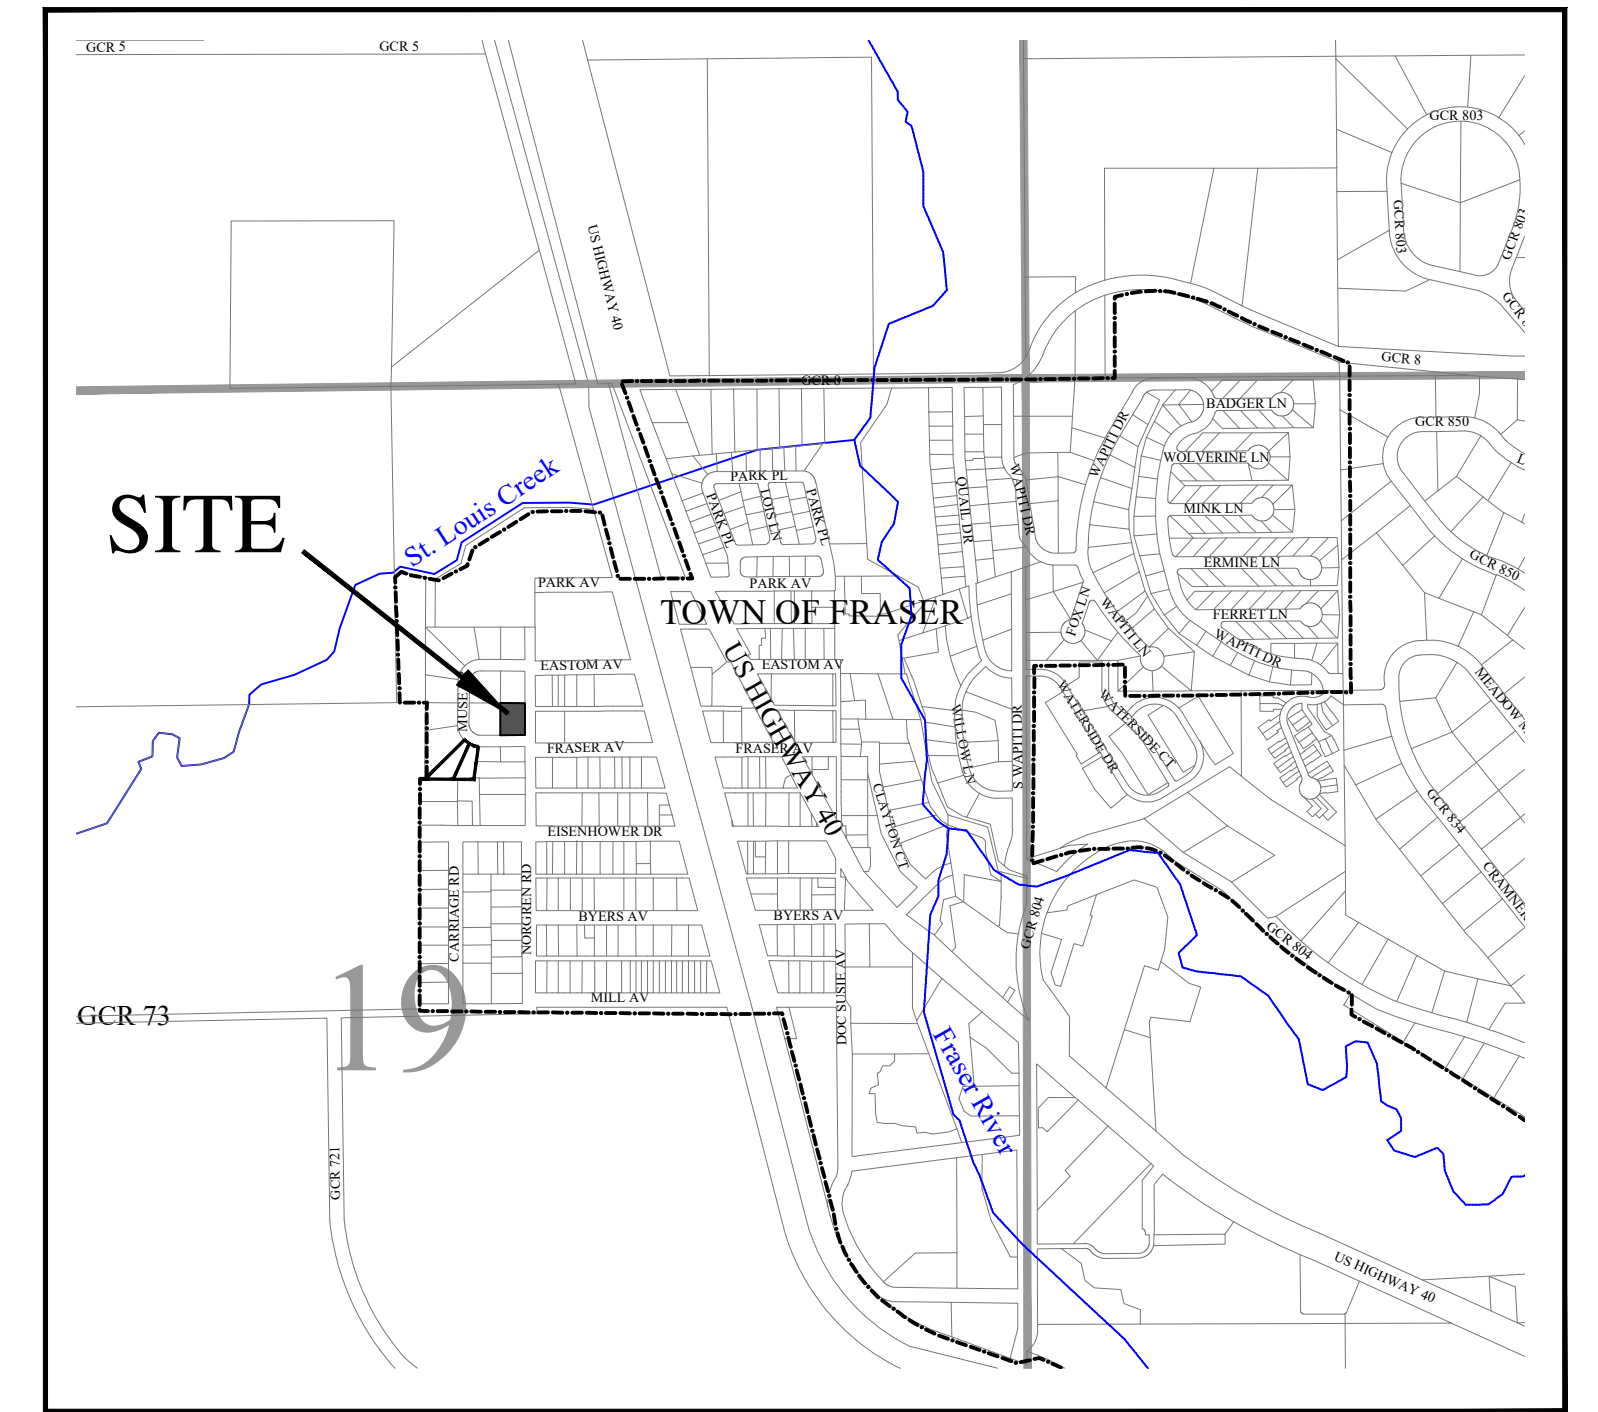 GCR 5
GCR 5
GCR 803
GCR 803
GCR 803
US HIGHWAY 40
GCR 8
GCR 8
BADGER LN
WAPITI DR
GCR 850
WOLVERINE LN
St. Louis Creek
PARK PL
PARK PL
LOIS LN
PARK PL
QUAIL DR
WAPITI DR
SITE
MINK LN
ERMINE LN
GCR 850
PARK AV
PARK AV
TOWN OF FRASER
FOX LN
WAPITI LN
FERRET LN
WAPITI DR
EASTOM AV
EASTOM AV
US HIGHWAY 40
MUSE
WILLOW LN
S WAPITI DR
WATERSIDE DR
WATERSIDE CT
MEADOW
FRASER AV
FRASER AV
CLAYTON CT
GCR 834
EISENHOWER DR
CARRIAGE RD
NORGREN RD
CRAMNER
BYERS AV
BYERS AV
GCR 804
GCR 804
DOC SUSIE AV
MILL AV
GCR 73
19
Fraser River
GCR 721
US HIGHWAY 40